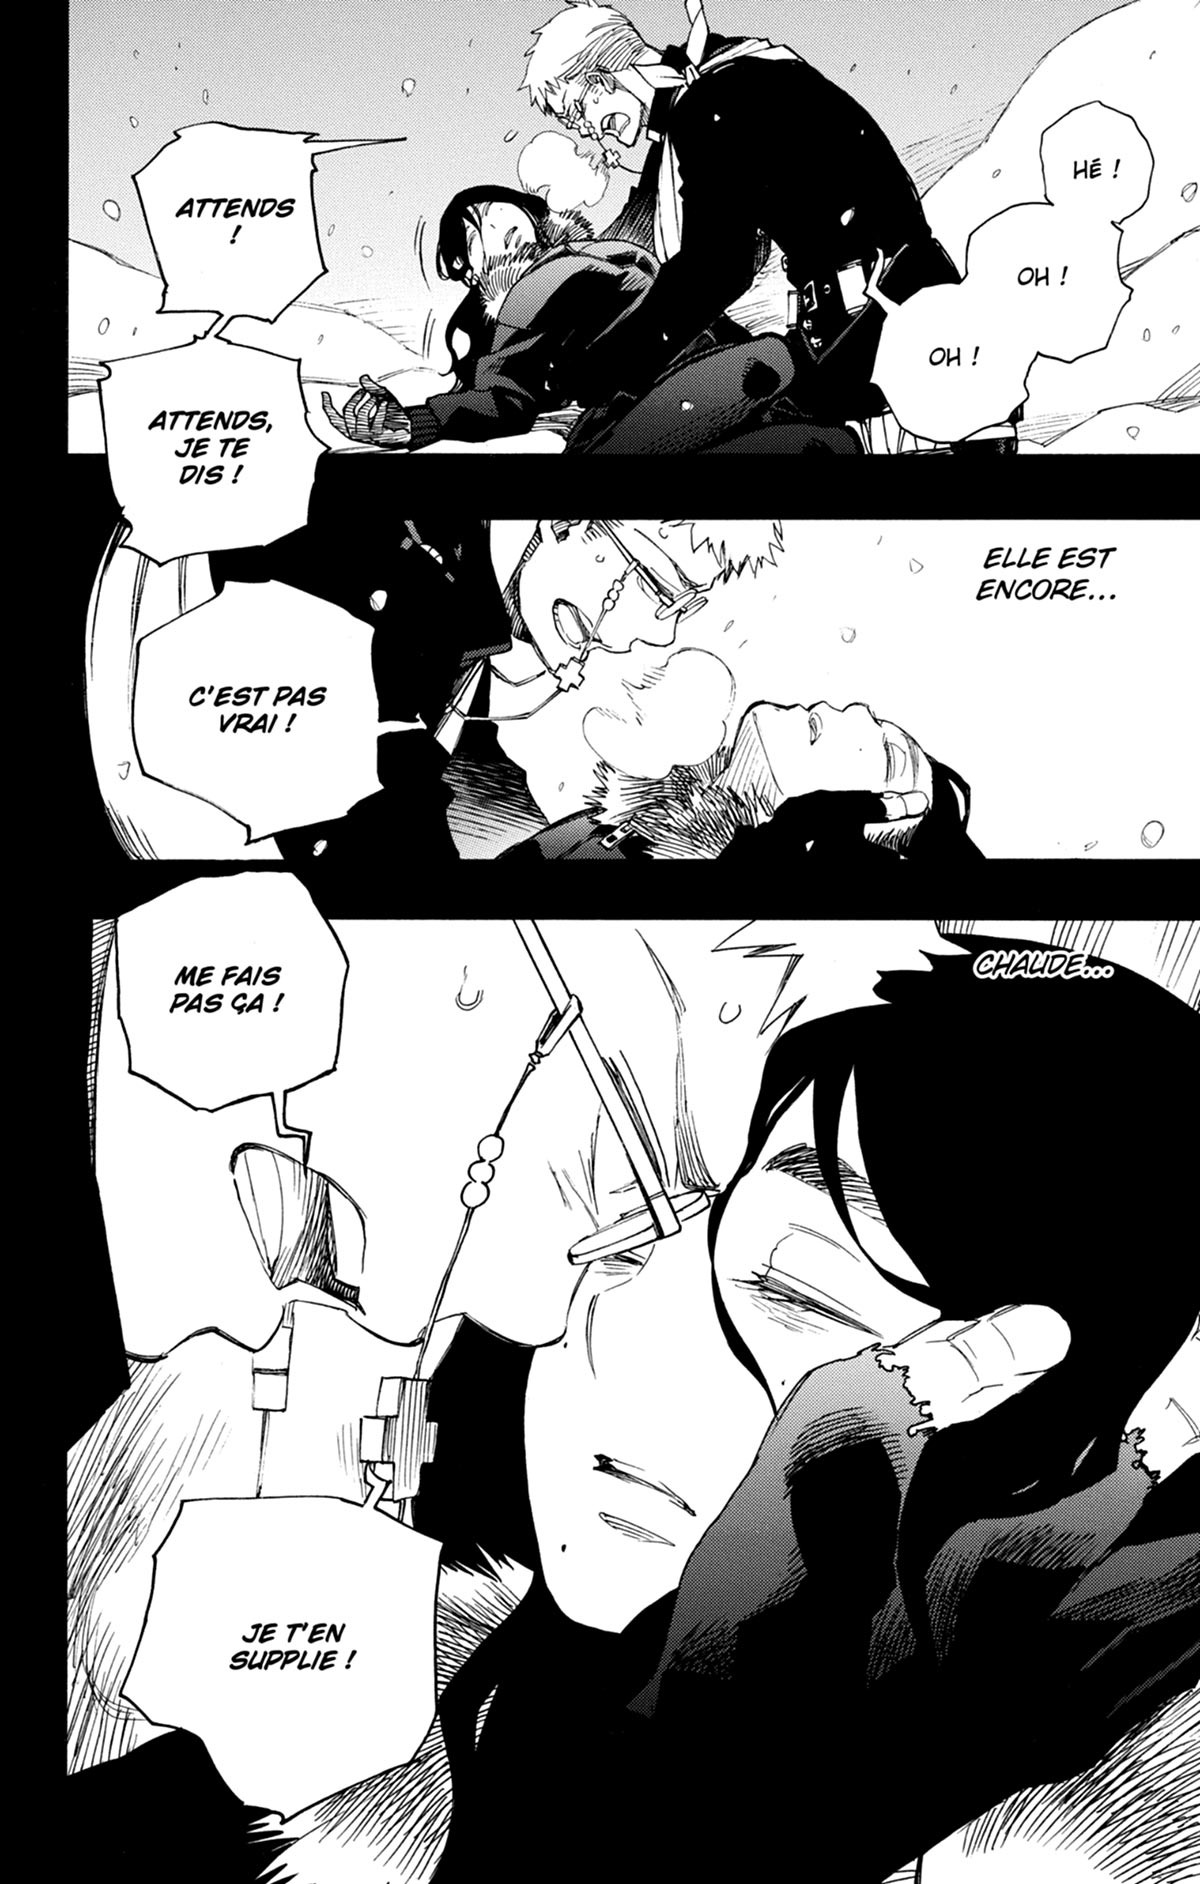 HÉ !
OH !
OH !
ATTENDS
!
ATTENDS,
JE TE
DIS !
ELLE EST
ENCORE...
C'EST PAS
VRAI !
CHAUDE...
ME FAIS
PAS ÇA !
JE T'EN
SUPPLIE !